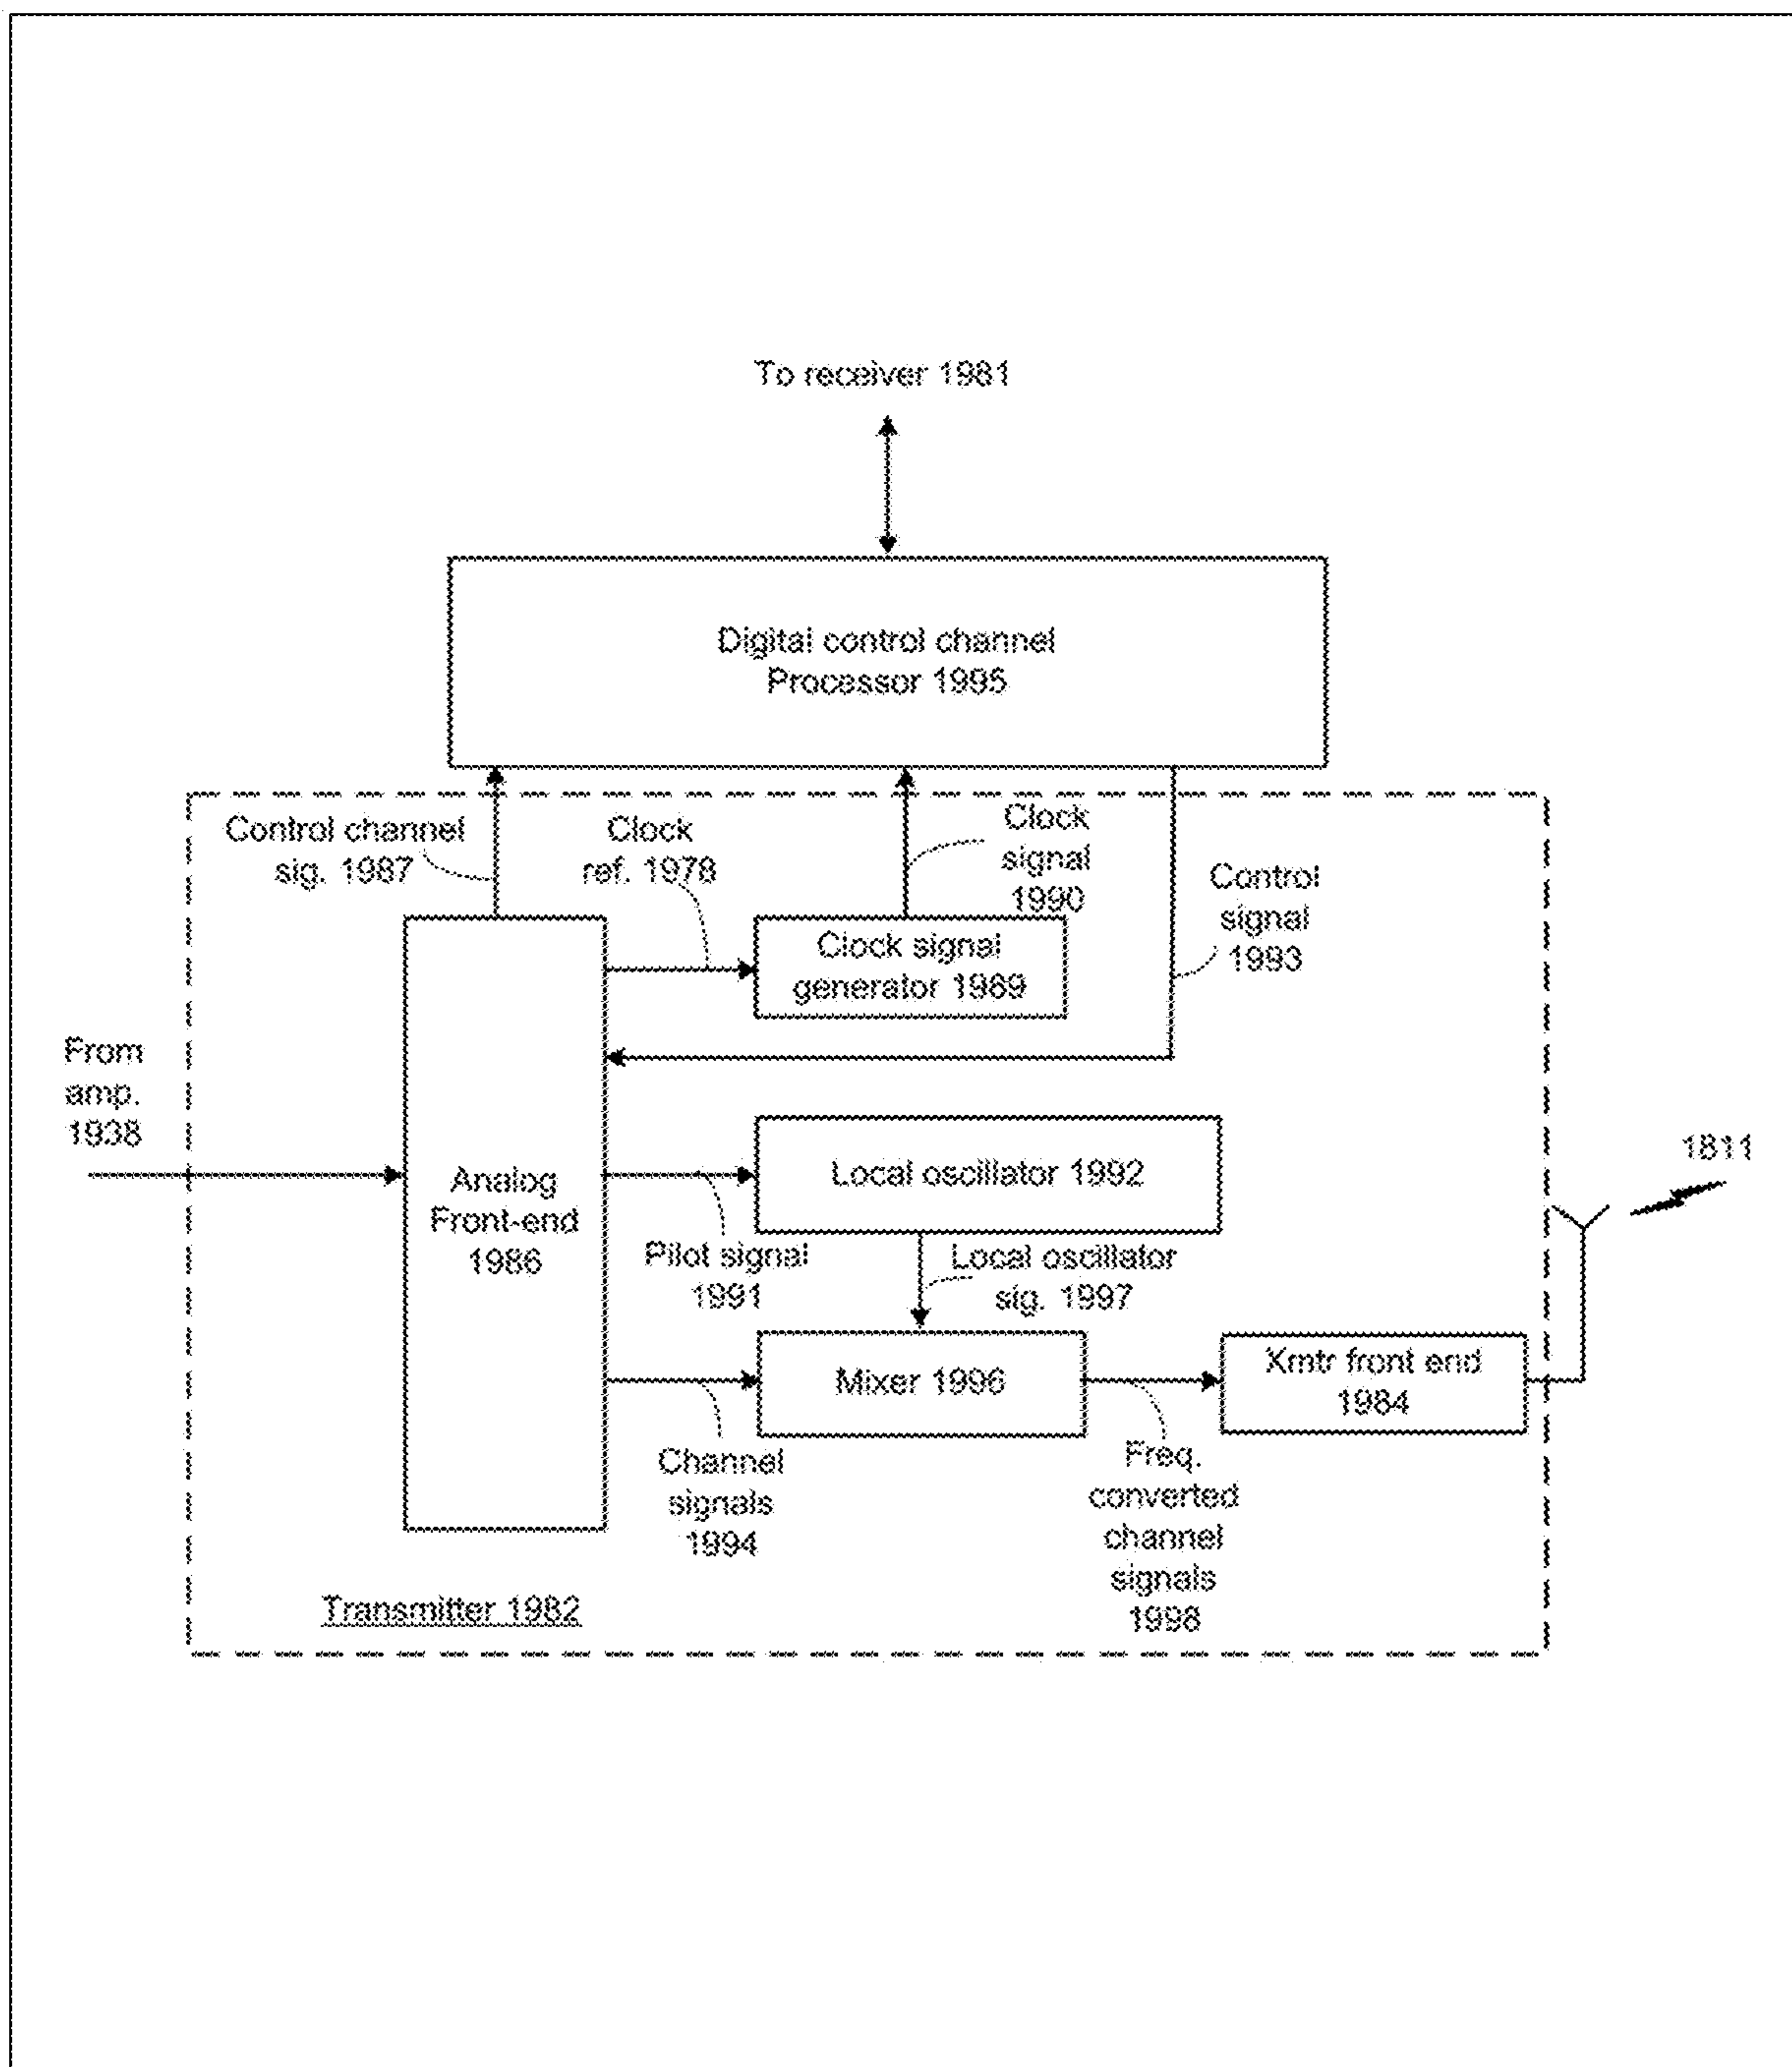 To receiver 1981
Digital control channel
Processor 1995
Control channel
sig. 1987
Clock
ref. 1978
Clock
signal
1990
Control
signal
1993
Clock signal
generator 1989
From
amp.
1938
Analog
Front-end
1986
Local oscillator 1992
1811
Pilot signal
1991
Local oscillator
sig. 1997
Mixer 1996
Xmtr front end
1984
Channel
signals
1994
Freq.
converted
channel
signals
1998
Transmitter 1982